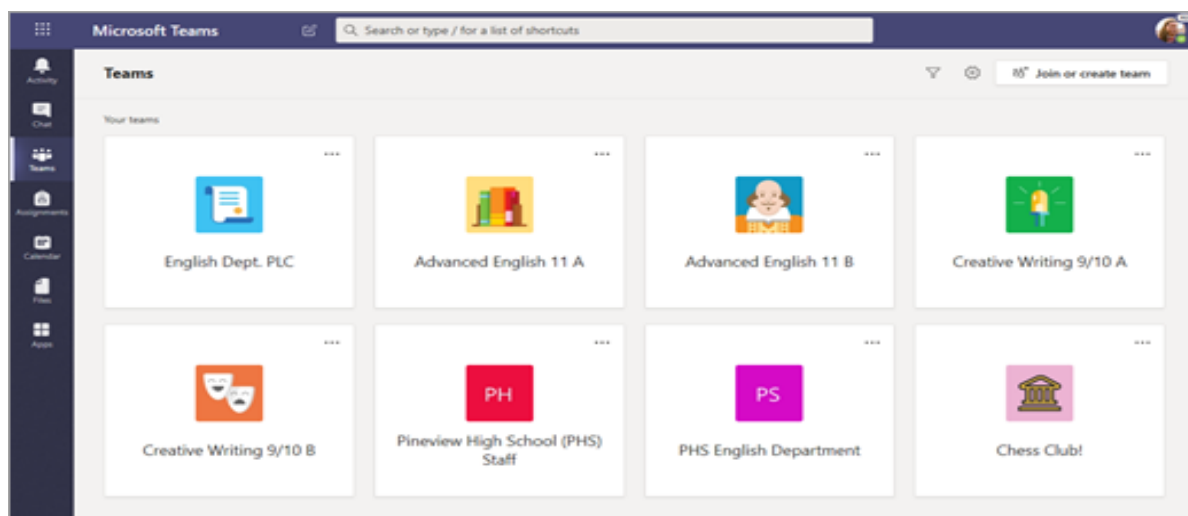 Microsoft Teams
Search or type / for a list of shortcuts
Activity
Chat
Teams
Assignments
Calendar
Files
Apps
Teams
Join or create team
Your teams
English Dept. PLC
Advanced English 11 A
Advanced English 11 B
Creative Writing 9/10 A
Creative Writing 9/10 B
PH
Pineview High School (PHS)
Staff
PS
PHS English Department
Chess Club!